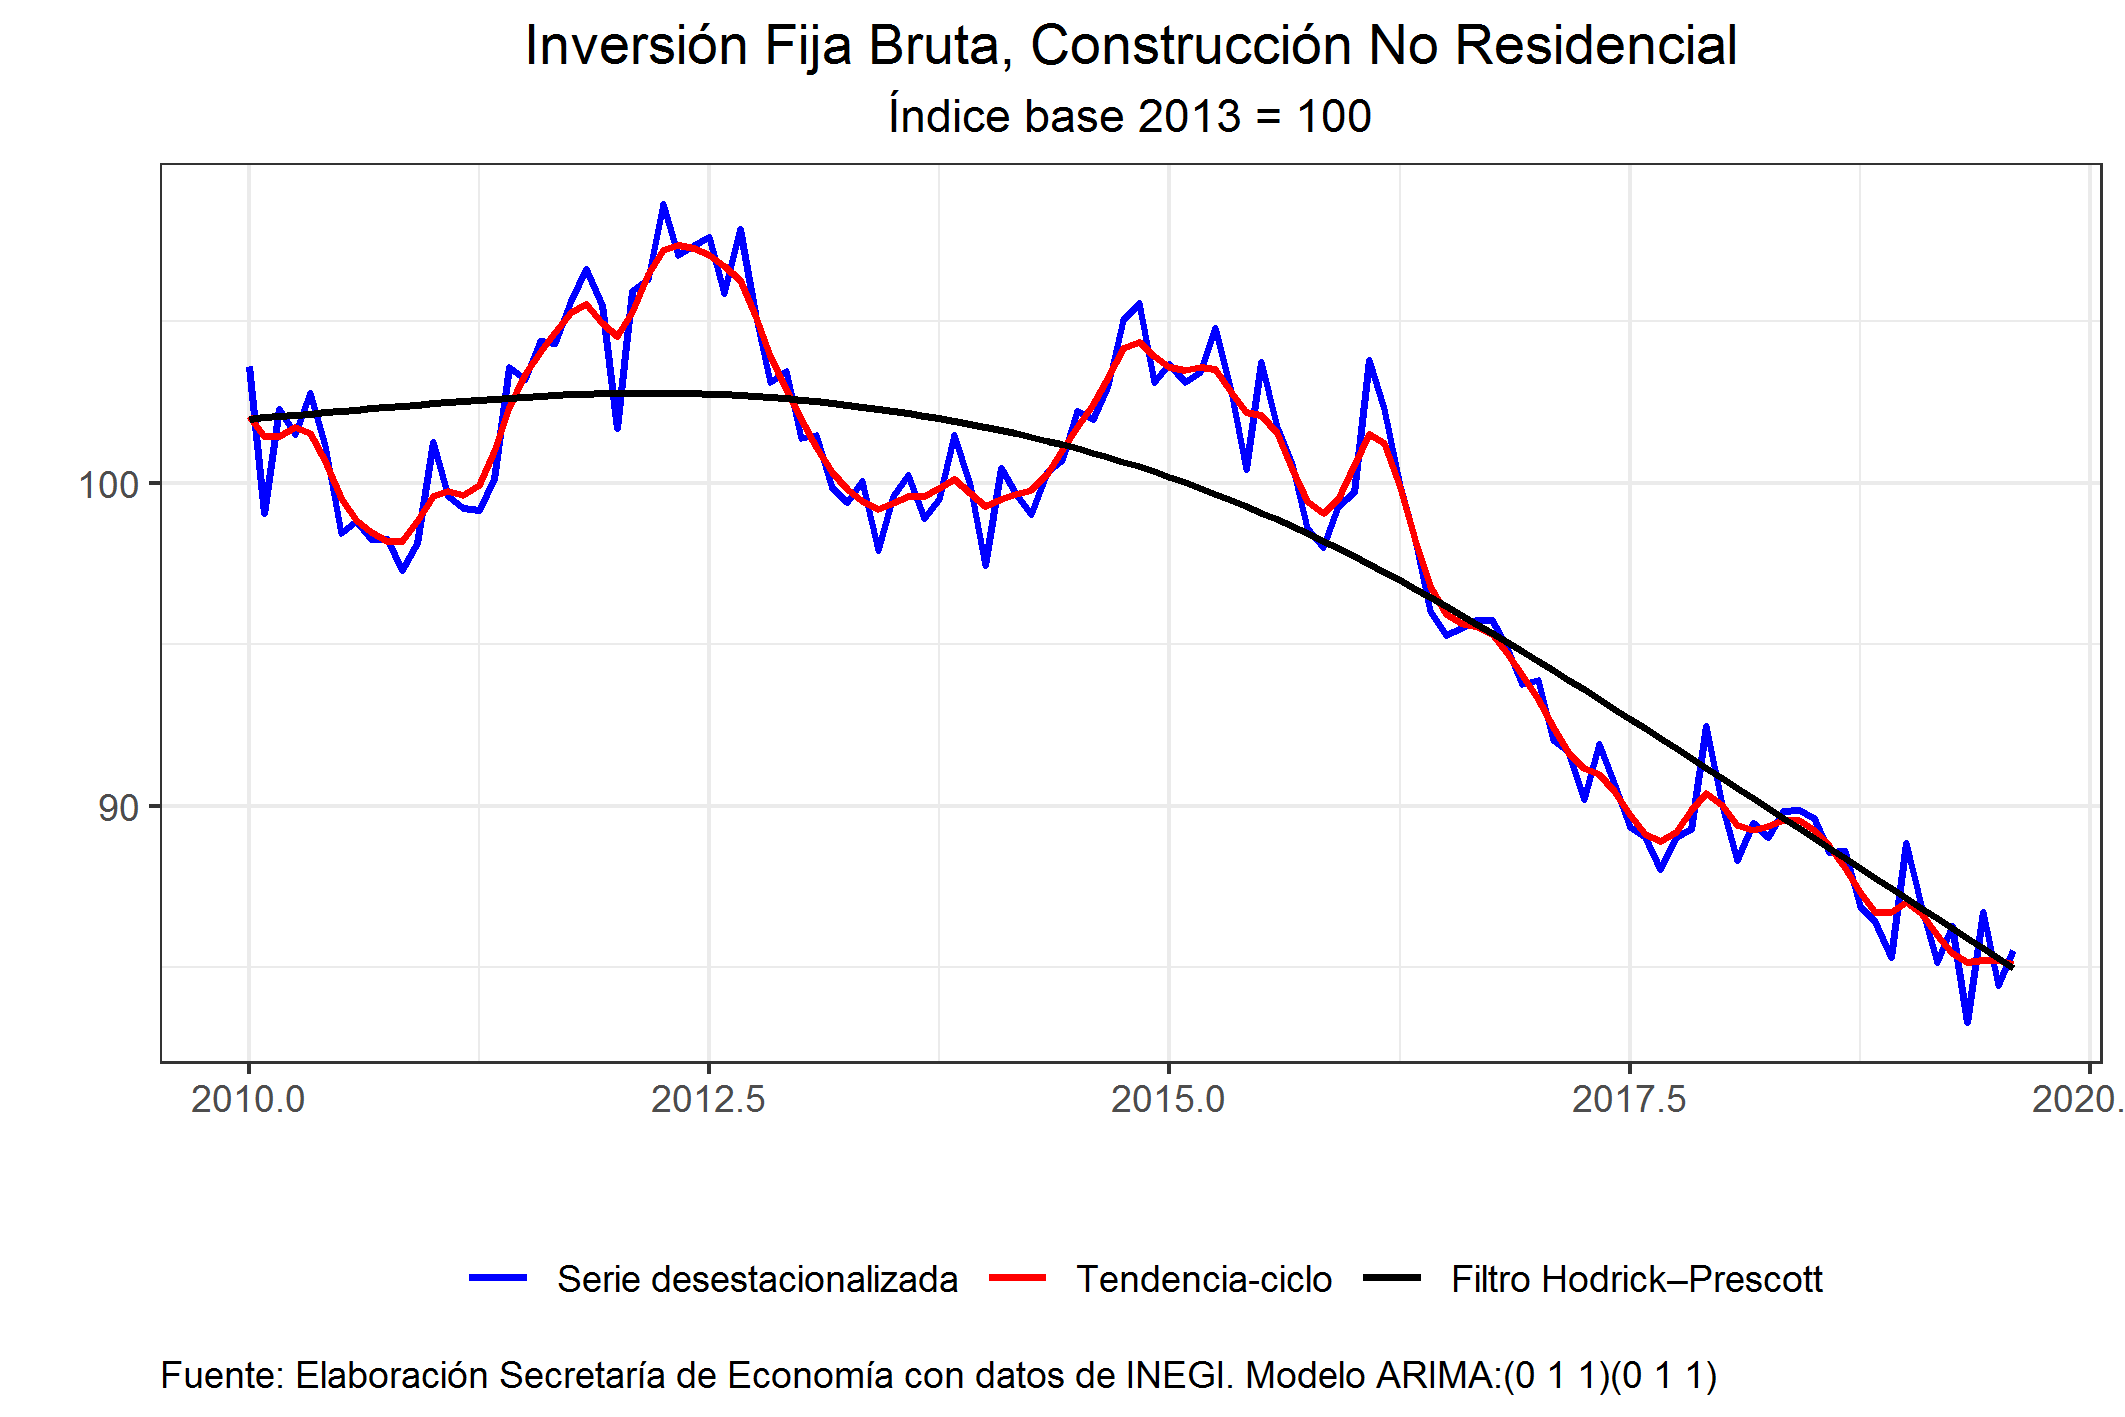 Inversión Fija Bruta, Construcción No Residencial
Índice base 2013 = 100
100
90
2010.0 2012.5 2015.0 2017.5 2020.
Serie desestacionalizada Tendencia-ciclo Filtro Hodrick–Prescott
Fuente: Elaboración Secretaría de Economía con datos de INEGI. Modelo ARIMA:(0 1 1)(0 1 1)